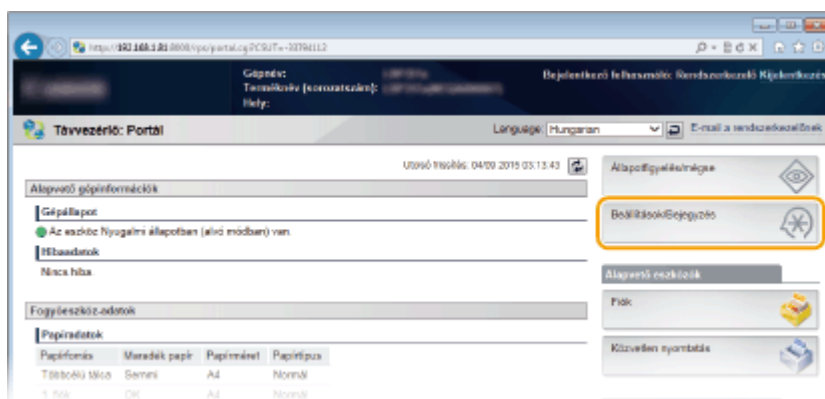 Gépnév:
Terméknév (sorozatszám):
Hely:
Bejelentkező felhasználó: Rendszerkezelő Kijelentkezés
Távvezérlő: Portál
Language: Hungarian
E-mail a rendszerkezelőnek
Utolsó frissítés: 04/09 2015 03:13:43
Alapvető gépinformációk
Gépállapot
Az eszköz Nyugalmi állapotban (alvó módban) van.
Hibaadatok
Nincs hiba.
Fogyóeszköz-adatok
Papíradatok
Papírforrás Maradék papír Papírméret Papírtípus
Többcélú tálca Semmi A4 Normál
1. fiók OK A4 Normál
Állapotfigyelés/mégse
Beállítások/Bejegyzés
Alapvető eszközök
Fiók
Közvetlen nyomtatás